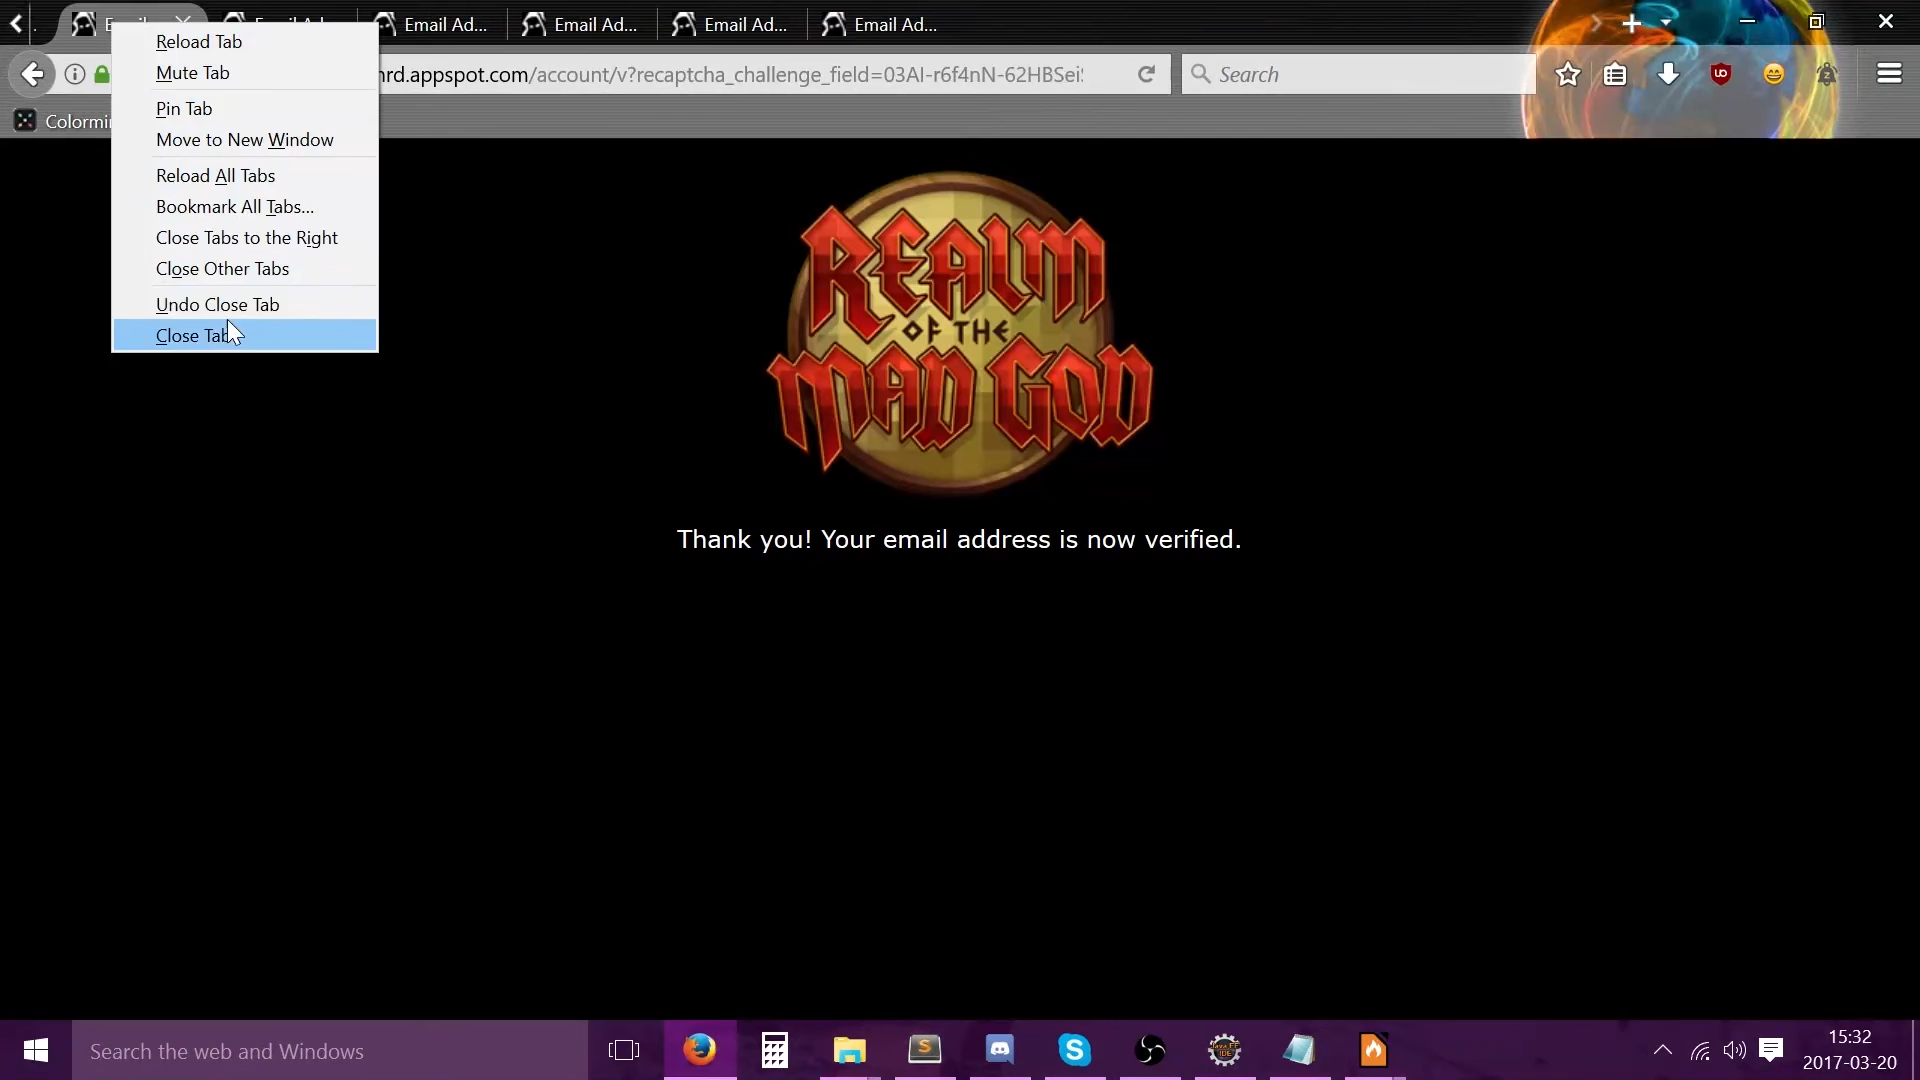 Email Ad...
Email Ad...
Email Ad...
Email Ad...
nrd.appspot.com/account/v?recaptcha_challenge_field=03AI-r6f4nN-62HBSei
Search
Reload Tab
Mute Tab
Pin Tab
Move to New Window
Reload All Tabs
Bookmark All Tabs...
Close Tabs to the Right
Close Other Tabs
Undo Close Tab
Close Tab
REALM
OF THE
MAD GOD
Thank you! Your email address is now verified.
Search the web and Windows
15:32
2017-03-20